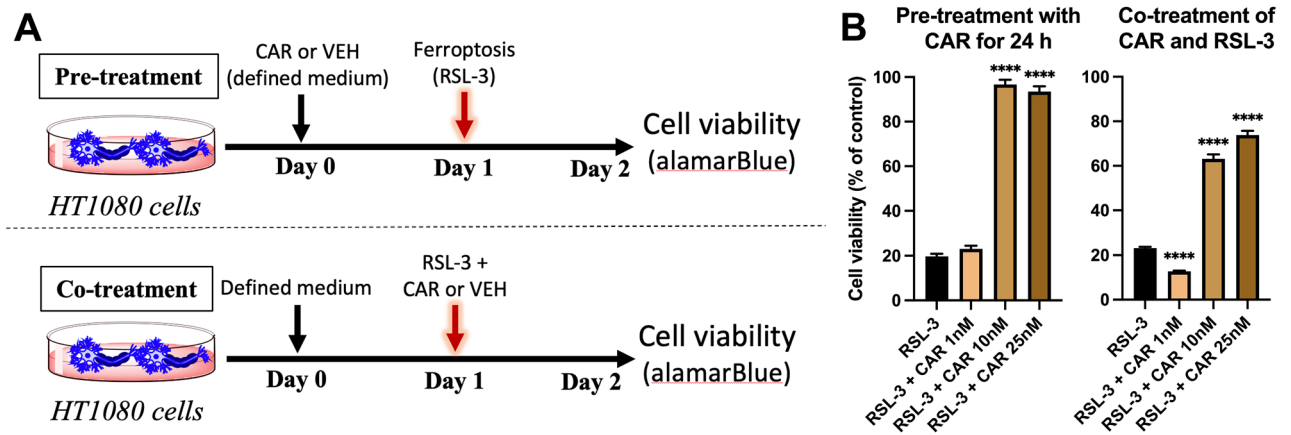 A
Pre-treatment
CAR or VEH
(defined medium)
Ferroptosis
(RSL-3)
Day 0
Day 1
Day 2
Cell viability
(alamarBlue)
HT1080 cells
Co-treatment
Defined medium
RSL-3 +
CAR or VEH
Day 0
Day 1
Day 2
Cell viability
(alamarBlue)
HT1080 cells
B
Pre-treatment with
CAR for 24 h
Cell viability (% of control)
100
80
60
40
20
0
****
****
RSL-3
RSL-3 + CAR 1nM
RSL-3 + CAR 10nM
RSL-3 + CAR 25nM
Co-treatment of
CAR and RSL-3
100
80
60
40
20
0
****
****
****
RSL-3
RSL-3 + CAR 1nM
RSL-3 + CAR 10nM
RSL-3 + CAR 25nM